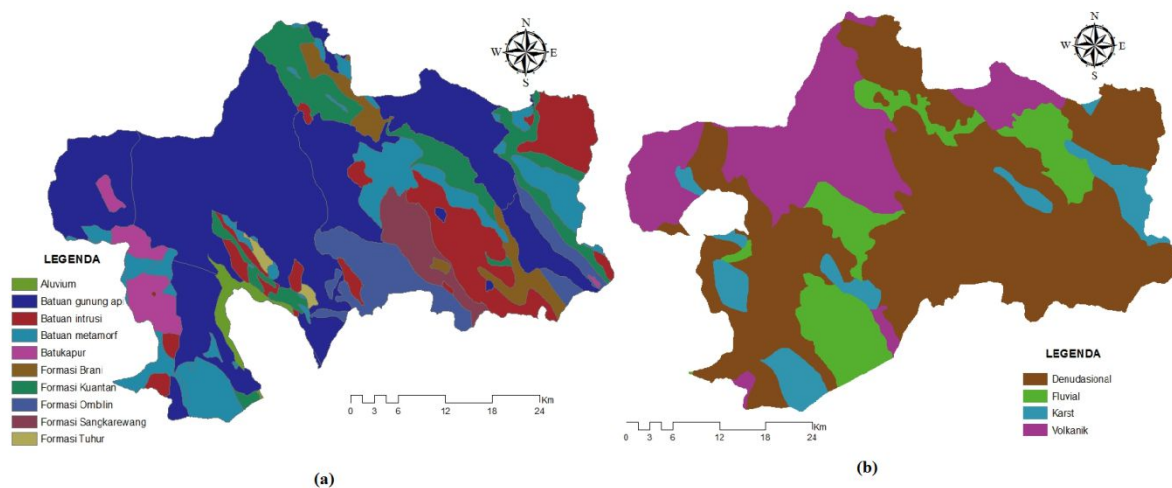 N
W E
S
LEGENDA
Aluvium
Batuan gunung api
Batuan intrusi
Batuan metamorf
Batukapur
Formasi Brani
Formasi Kuantan
Formasi Ombilin
Formasi Sangkarewang
Formasi Tuhur
Km
0 3 6 12 18 24
(a)
N
W E
S
LEGENDA
Denudasional
Fluvial
Karst
Volkanik
Km
0 3 6 12 18 24
(b)